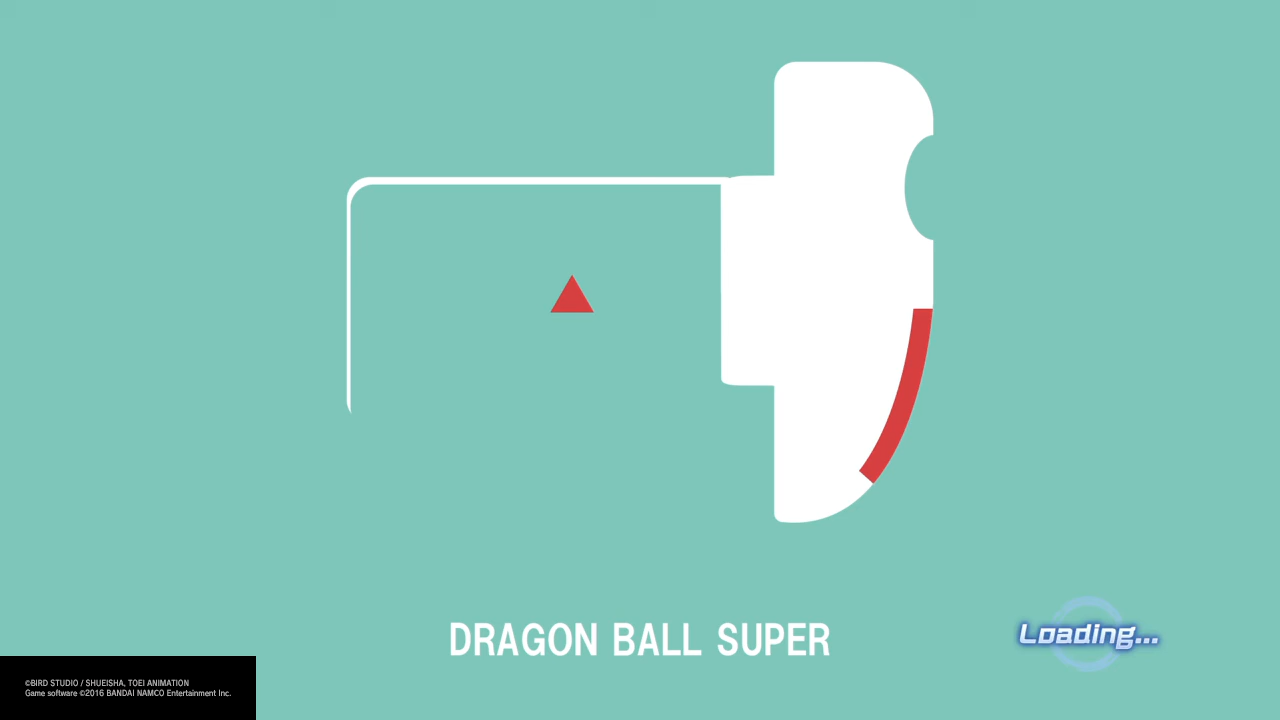 DRAGON BALL SUPER
Loading...
©BIRD STUDIO / SHUEISHA, TOEI ANIMATION
Game software ©2016 BANDAI NAMCO Entertainment Inc.